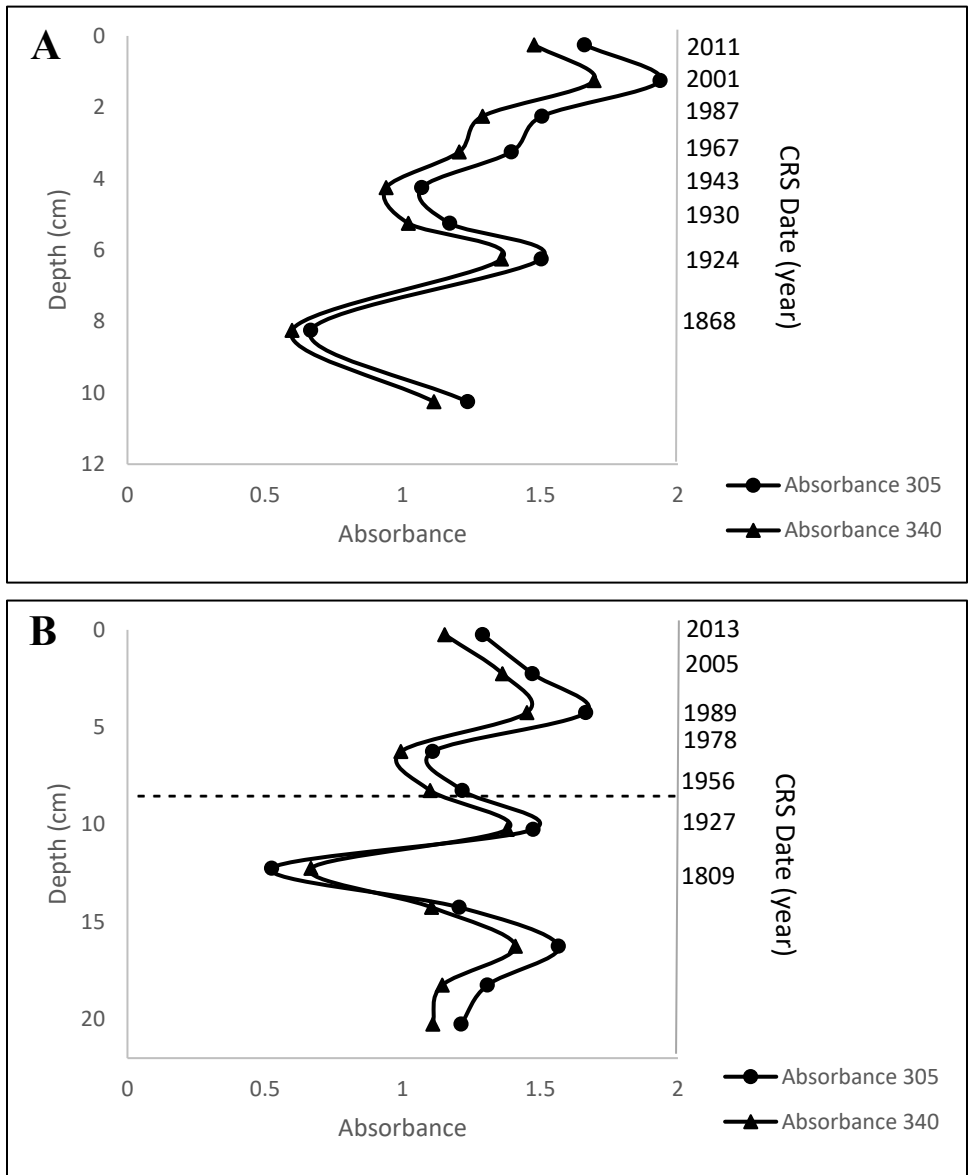 A
0
2
4
6
8
10
12
Depth (cm)
0 0.5 1 1.5 2
Absorbance
2011
2001
1987
1967
1943
1930
1924
1868
CRS Date (year)
Absorbance 305
Absorbance 340
B
0
5
10
15
20
Depth (cm)
0 0.5 1 1.5 2
Absorbance
2013
2005
1989
1978
1956
1927
1809
CRS Date (year)
Absorbance 305
Absorbance 340